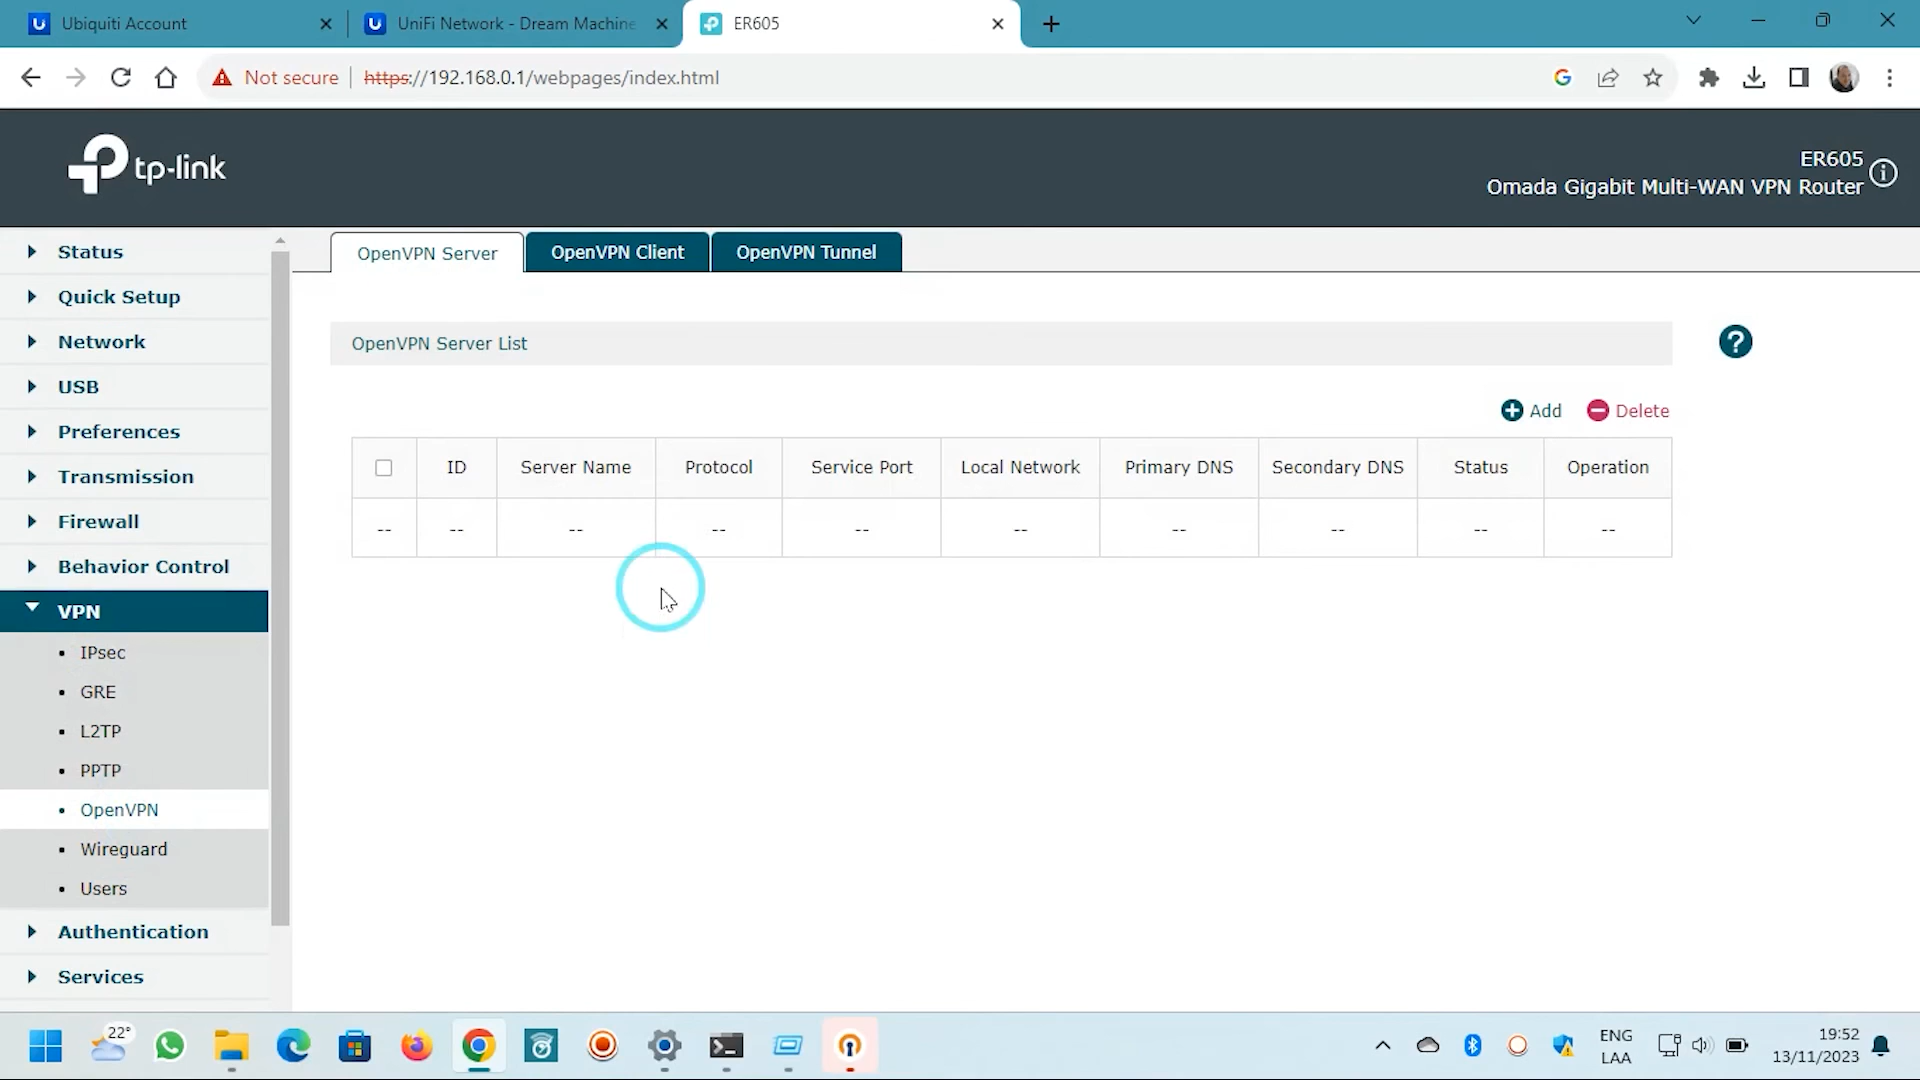 Ubiquiti Account
UniFi Network - Dream Machine
ER605
Not secure
https://192.168.0.1/webpages/index.html
tp-link
ER605
Omada Gigabit Multi-WAN VPN Router
Status
Quick Setup
Network
USB
Preferences
Transmission
Firewall
Behavior Control
VPN
IPsec
GRE
L2TP
PPTP
OpenVPN
Wireguard
Users
Authentication
Services
OpenVPN Server OpenVPN Client OpenVPN Tunnel
OpenVPN Server List
?
Add Delete
ID Server Name Protocol Service Port Local Network Primary DNS Secondary DNS Status Operation
-- -- -- -- -- -- -- -- -- --
22°
ENG
LAA
19:52
13/11/2023